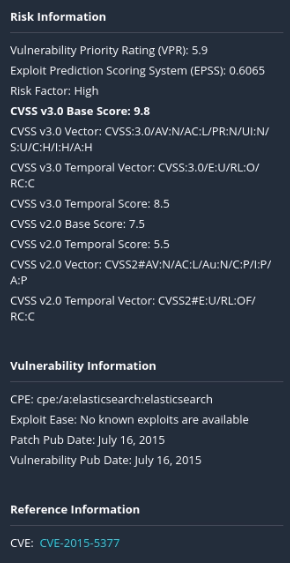 Risk Information
Vulnerability Priority Rating (VPR): 5.9
Exploit Prediction Scoring System (EPSS): 0.6065
Risk Factor: High
CVSS v3.0 Base Score: 9.8
CVSS v3.0 Vector: CVSS:3.0/AV:N/AC:L/PR:N/UI:N/
S:U/C:H/I:H/A:H
CVSS v3.0 Temporal Vector: CVSS:3.0/E:U/RL:O/
RC:C
CVSS v3.0 Temporal Score: 8.5
CVSS v2.0 Base Score: 7.5
CVSS v2.0 Temporal Score: 5.5
CVSS v2.0 Vector: CVSS2#AV:N/AC:L/Au:N/C:P/I:P/
A:P
CVSS v2.0 Temporal Vector: CVSS2#E:U/RL:OF/
RC:C
Vulnerability Information
CPE: cpe:/a:elasticsearch:elasticsearch
Exploit Ease: No known exploits are available
Patch Pub Date: July 16, 2015
Vulnerability Pub Date: July 16, 2015
Reference Information
CVE: CVE-2015-5377